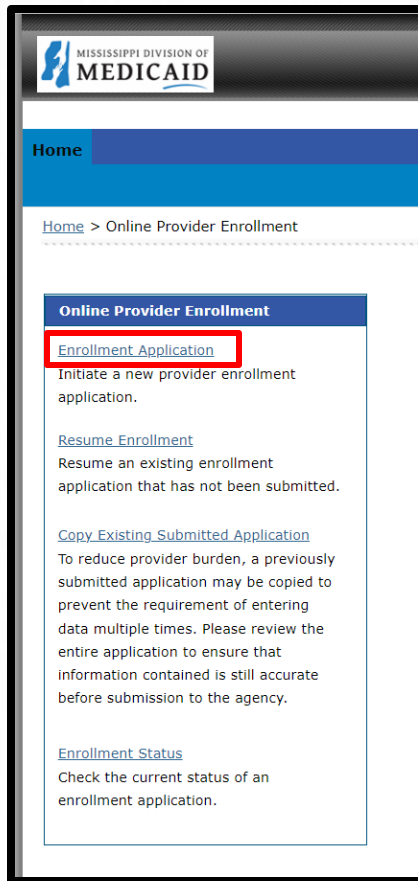 MISSISSIPPI DIVISION OF
MEDICAID
Home
Home > Online Provider Enrollment
Online Provider Enrollment
Enrollment Application
Initiate a new provider enrollment
application.
Resume Enrollment
Resume an existing enrollment
application that has not been submitted.
Copy Existing Submitted Application
To reduce provider burden, a previously
submitted application may be copied to
prevent the requirement of entering
data multiple times. Please review the
entire application to ensure that
information contained is still accurate
before submission to the agency.
Enrollment Status
Check the current status of an
enrollment application.